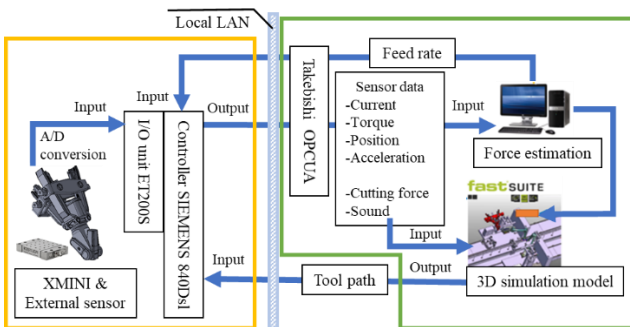 Local LAN
Feed rate
Input
Output
Input
A/D
conversion
Input
I/O unit ET200S
Controller SIEMENS 840Dsl
Takebishi OPCUA
Sensor data
-Current
-Torque
-Position
-Acceleration
-Cutting force
-Sound
Input
Force estimation
fastSUITE
Input
Input
Tool path
Output
3D simulation model
XMINI &
External sensor